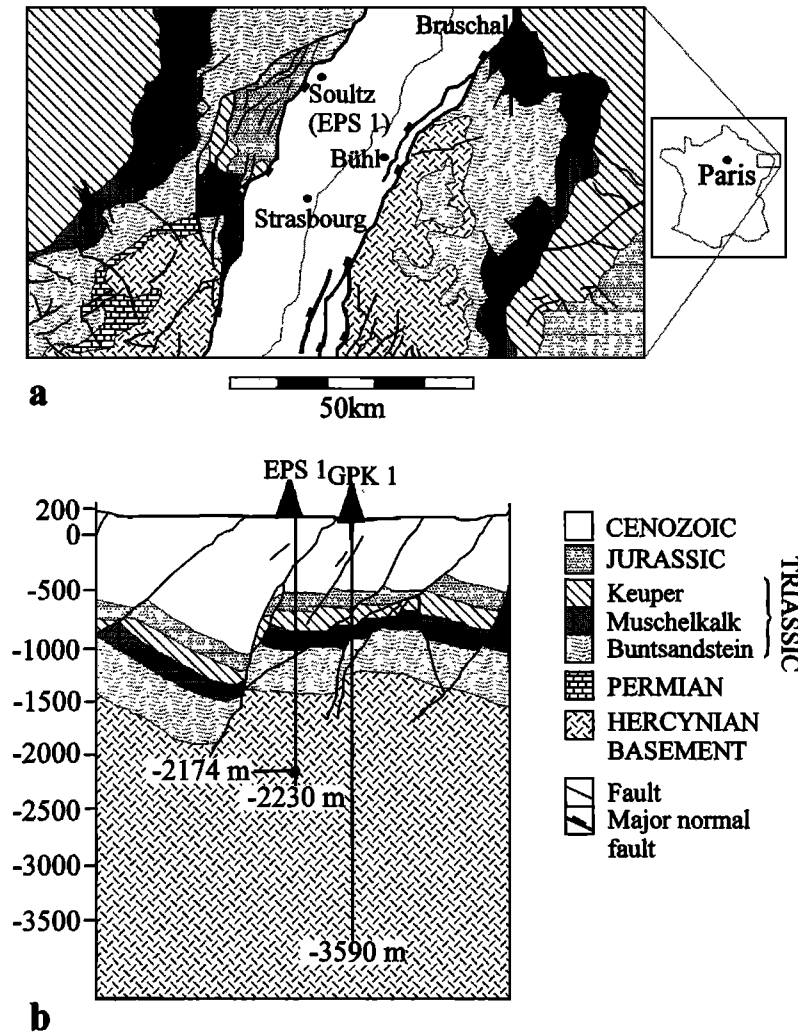 Bruschal
Soultz
(EPS 1)
Bühl
Strasbourg
Paris
a
50km
EPS 1 GPK 1
200
0
-500
-1000
-1500
-2000
-2500
-3000
-3500
-2174 m
-2230 m
-3590 m
CENOZOIC
JURASSIC
Keuper
Muschelkalk
Buntsandstein
TRIASSIC
PERMIAN
HERCYNIAN
BASEMENT
Fault
Major normal
fault
b